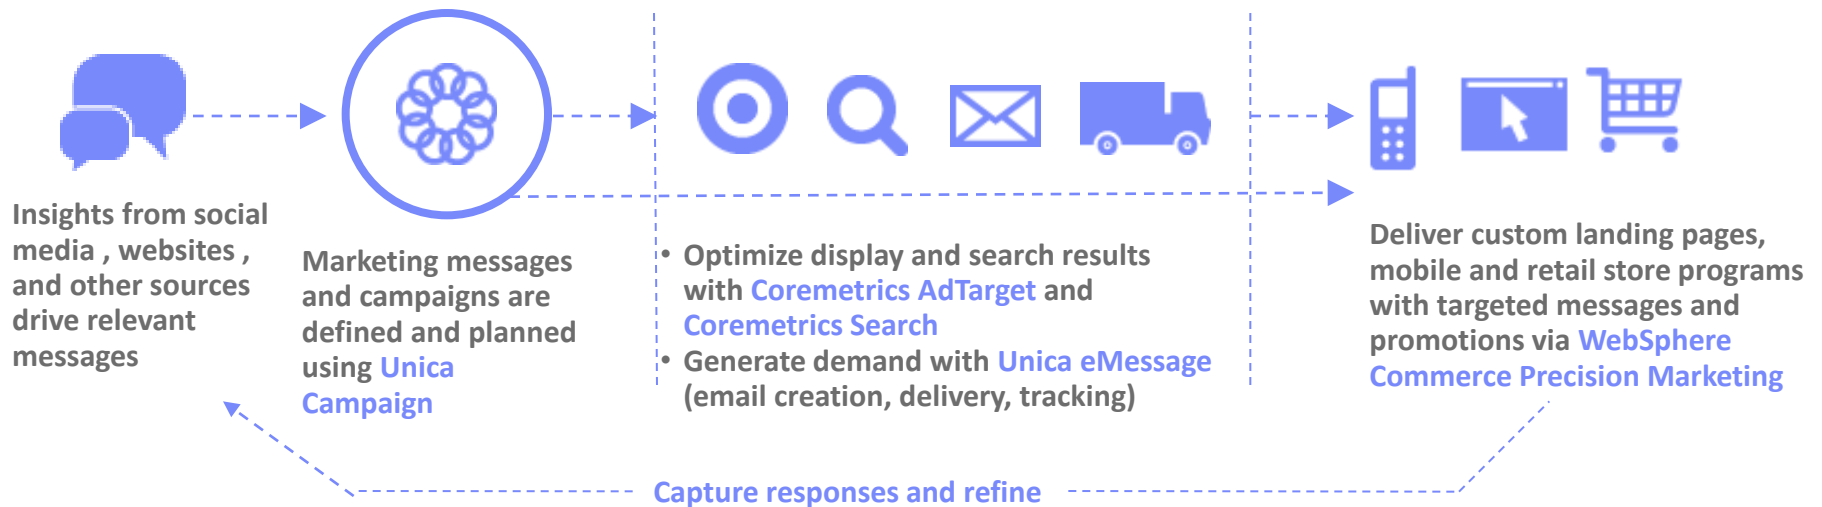 Insights from social
media , websites ,
and other sources
drive relevant
messages
Marketing messages
and campaigns are
defined and planned
using Unica
Campaign
• Optimize display and search results
with Coremetrics AdTarget and
Coremetrics Search
• Generate demand with Unica eMessage
(email creation, delivery, tracking)
Deliver custom landing pages,
mobile and retail store programs
with targeted messages and
promotions via WebSphere
Commerce Precision Marketing
Capture responses and refine